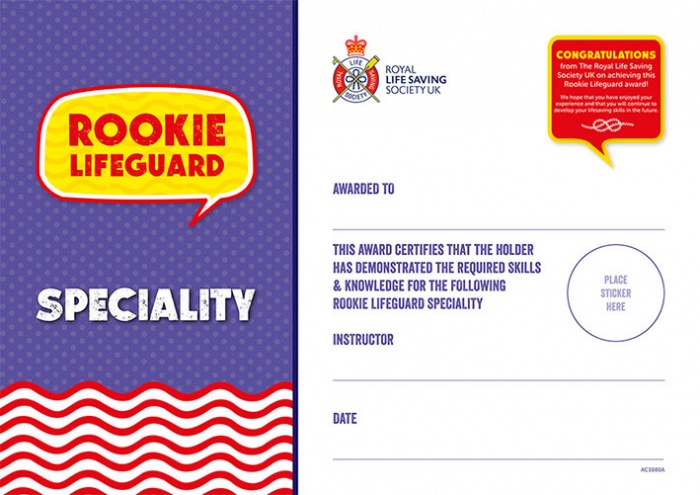 ROOKIE
LIFEGUARD
SPECIALITY
ROYAL
LIFE SAVING
SOCIETY UK
LIFE
ROYAL
SAVING
SOCIETY
CONGRATULATIONS
from The Royal Life Saving
Society UK on achieving this
Rookie Lifeguard award!
We hope that you have enjoyed your
experience and that you will continue to
develop your lifesaving skills in the future.
AWARDED TO
THIS AWARD CERTIFIES THAT THE HOLDER
HAS DEMONSTRATED THE REQUIRED SKILLS
& KNOWLEDGE FOR THE FOLLOWING
ROOKIE LIFEGUARD SPECIALITY
PLACE
STICKER
HERE
INSTRUCTOR
DATE
AC3980A